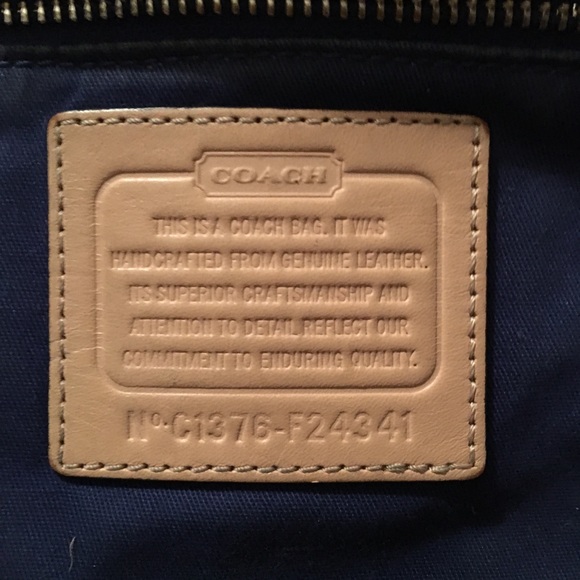 COACH
THIS IS A COACH BAG. IT WAS
HANDCRAFTED FROM GENUINE LEATHER.
ITS SUPERIOR CRAFTSMANSHIP AND
ATTENTION TO DETAIL REFLECT OUR
COMMITMENT TO ENDURING QUALITY.
No. C1376-F24341